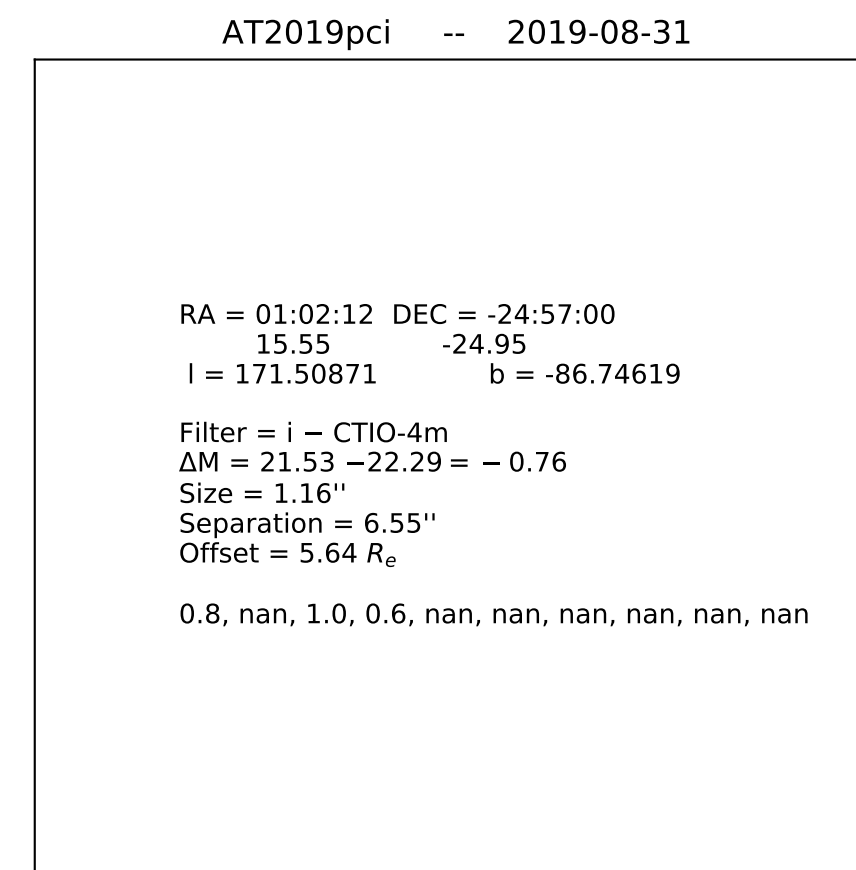 AT2019pci -- 2019-08-31
RA = 01:02:12 DEC = -24:57:00
15.55 -24.95
l = 171.50871 b = -86.74619
Filter = i − CTIO-4m
ΔM = 21.53 −22.29 = − 0.76
Size = 1.16''
Separation = 6.55''
Offset = 5.64 Rₑ
0.8, nan, 1.0, 0.6, nan, nan, nan, nan, nan, nan